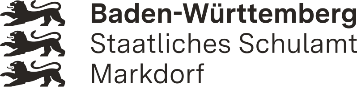 Baden-Württemberg
Staatliches Schulamt
Markdorf